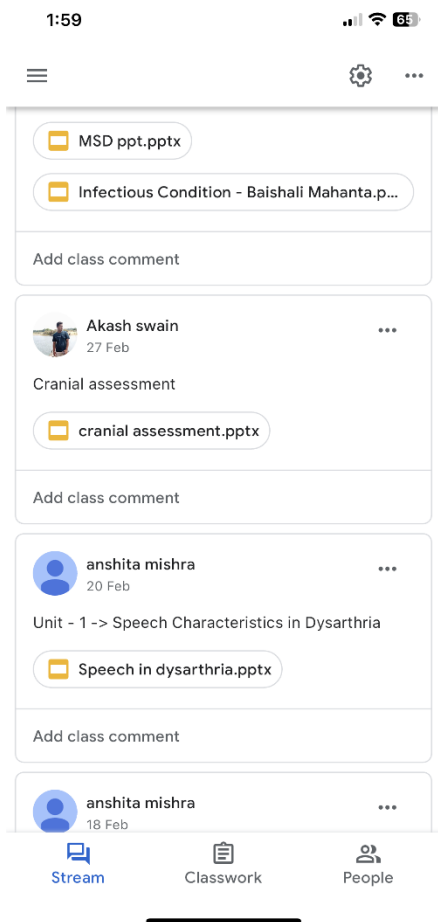 1:59
65
MSD ppt.pptx
Infectious Condition - Baishali Mahanta.p...
Add class comment
Akash swain
27 Feb
Cranial assessment
cranial assessment.pptx
Add class comment
anshita mishra
20 Feb
Unit - 1 -> Speech Characteristics in Dysarthria
Speech in dysarthria.pptx
Add class comment
anshita mishra
18 Feb
Stream Classwork People